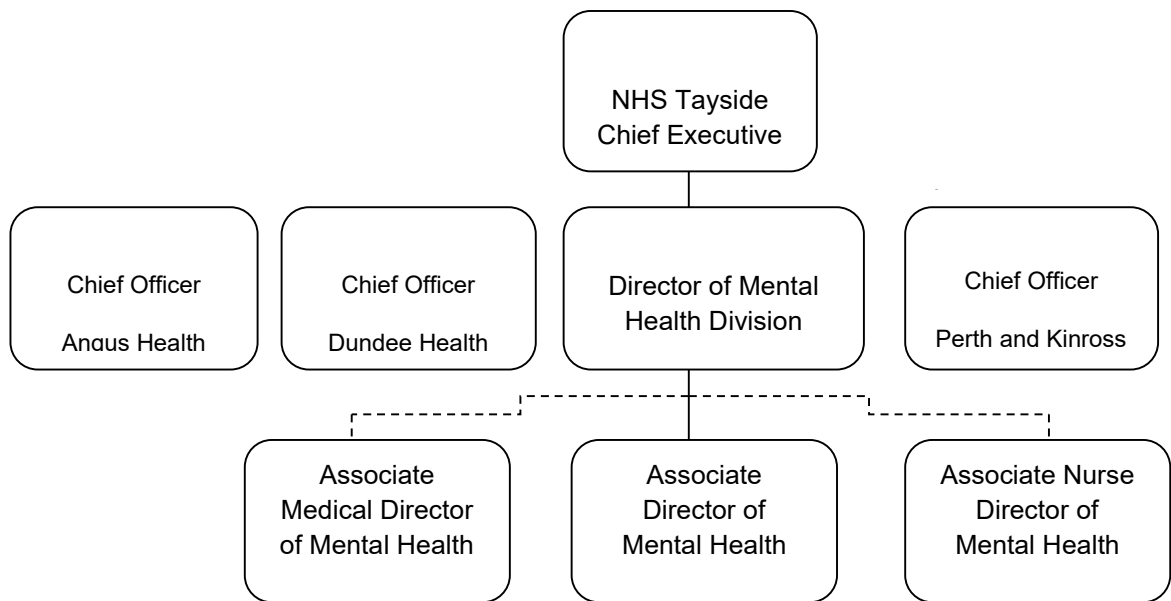 NHS Tayside
Chief Executive
Chief Officer
Angus Health
Chief Officer
Dundee Health
Director of Mental
Health Division
Chief Officer
Perth and Kinross
Associate
Medical Director
of Mental Health
Associate
Director of
Mental Health
Associate Nurse
Director of
Mental Health